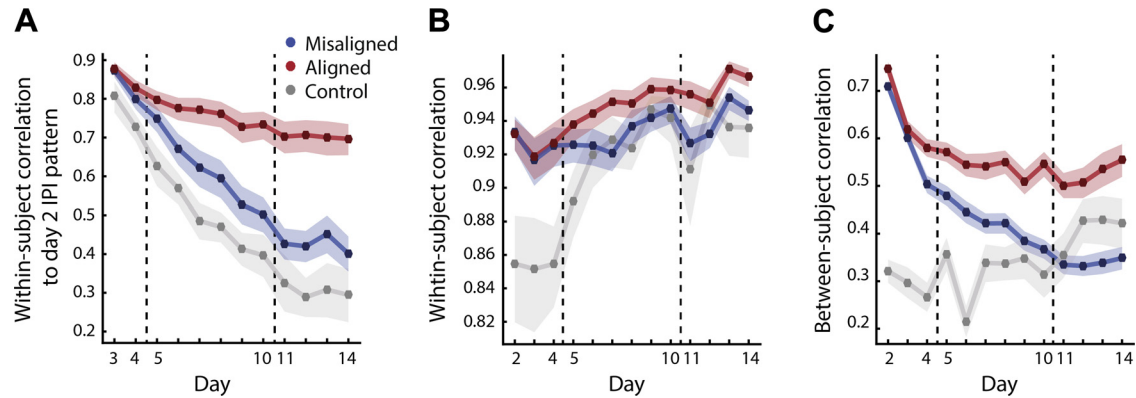 A
Within-subject correlation
to day 2 IPI pattern
0.9
0.8
0.7
0.6
0.5
0.4
0.3
0.2
3 4 5 10 11 14
Day
Misaligned
Aligned
Control
B
Wihtin-subject correlation
0.96
0.94
0.92
0.9
0.88
0.86
0.84
0.82
2 4 5 10 11 14
Day
C
Between-subject correlation
0.7
0.6
0.5
0.4
0.3
0.2
2 4 5 10 11 14
Day